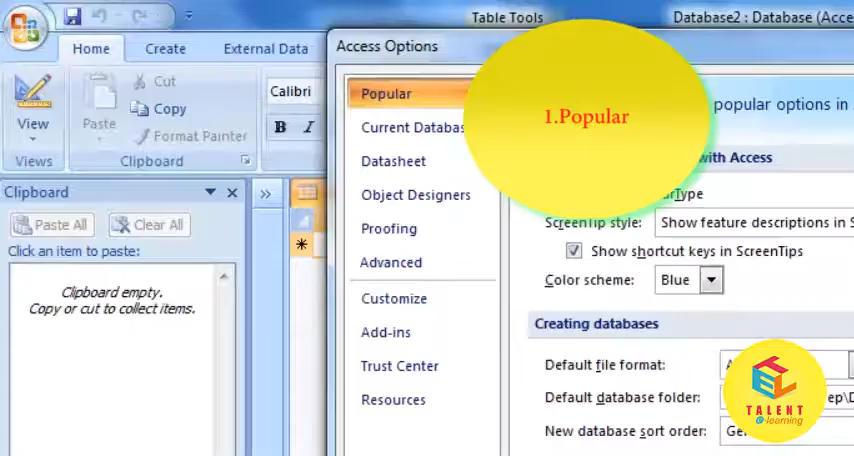 Table Tools
Database2 : Database (Acce
Home
Create
External Data
Access Options
View
Paste
Cut
Copy
Format Painter
Calibri
B I
Views
Clipboard
Clipboard
Paste All
Clear All
Click an item to paste:
Clipboard empty.
Copy or cut to collect items.
Popular
Current Databas
Datasheet
Object Designers
Proofing
Advanced
Customize
Add-ins
Trust Center
Resources
1.Popular
popular options in
with Access
Type
ScreenTip style:
Show feature descriptions in S
Show shortcut keys in ScreenTips
Color scheme:
Blue
Creating databases
Default file format:
Default database folder:
New database sort order:
TEL
TALENT
e-learning